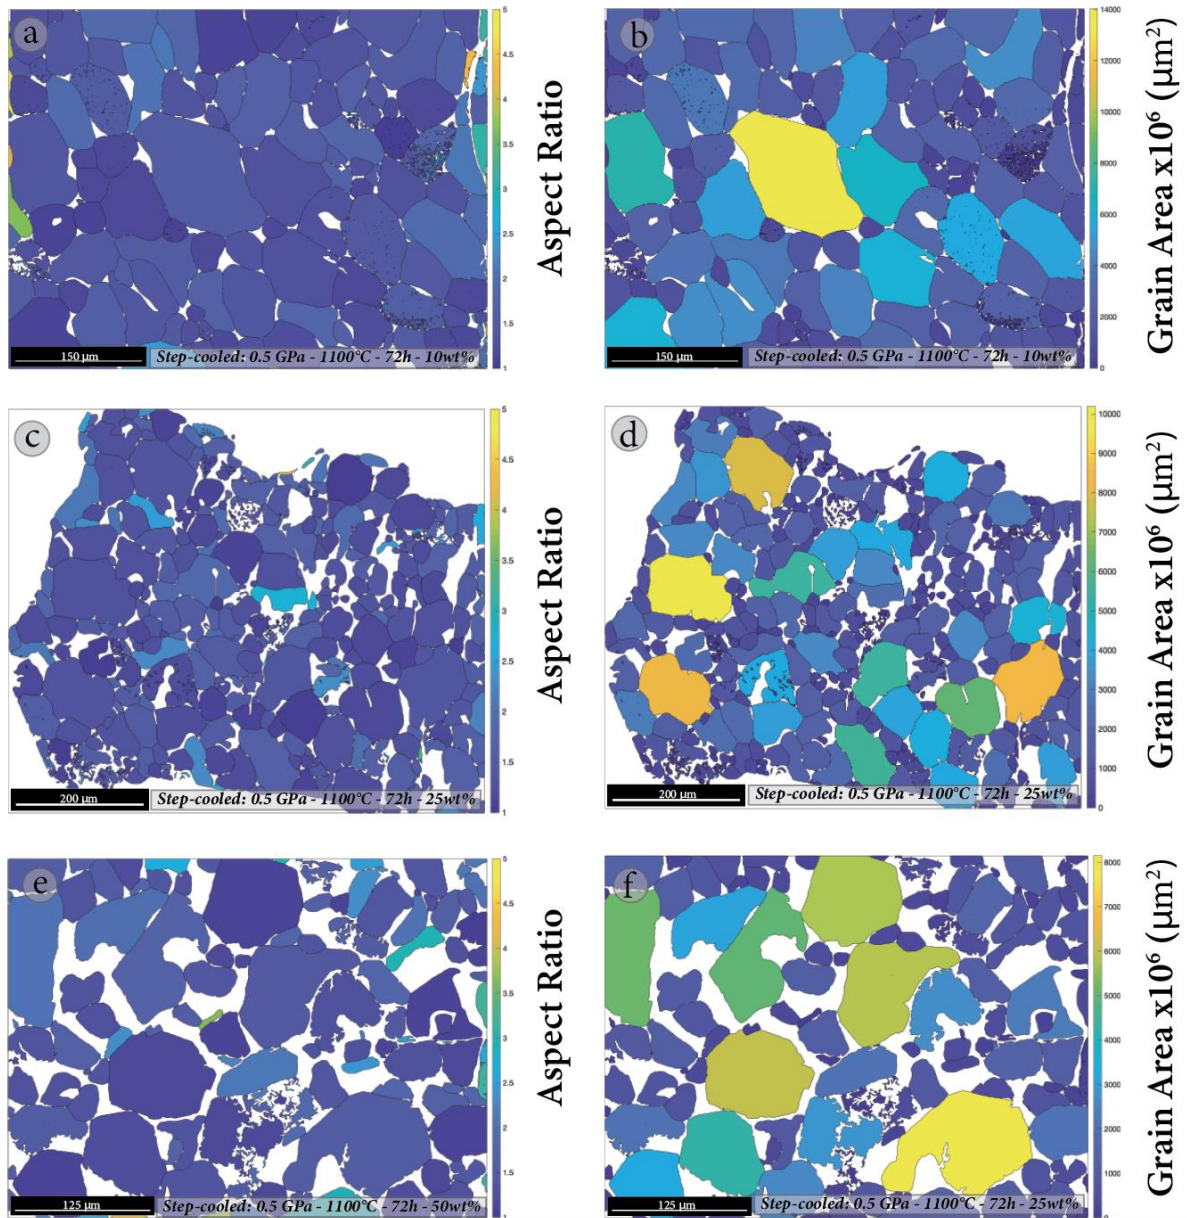 a
5
4.5
4
3.5
3
2.5
2
1.5
1
Aspect Ratio
150 µm
Step-cooled: 0.5 GPa - 1100°C - 72h - 10wt%
b
14000
12000
10000
8000
6000
4000
2000
0
Grain Area x10⁶ (µm²)
150 µm
Step-cooled: 0.5 GPa - 1100°C - 72h - 10wt%
c
5
4.5
4
3.5
3
2.5
2
1.5
1
Aspect Ratio
200 µm
Step-cooled: 0.5 GPa - 1100°C - 72h - 25wt%
d
10000
9000
8000
7000
6000
5000
4000
3000
2000
1000
0
Grain Area x10⁶ (µm²)
200 µm
Step-cooled: 0.5 GPa - 1100°C - 72h - 25wt%
e
5
4.5
4
3.5
3
2.5
2
1.5
1
Aspect Ratio
125 µm
Step-cooled: 0.5 GPa - 1100°C - 72h - 50wt%
f
8000
7000
6000
5000
4000
3000
2000
1000
0
Grain Area x10⁶ (µm²)
125 µm
Step-cooled: 0.5 GPa - 1100°C - 72h - 25wt%